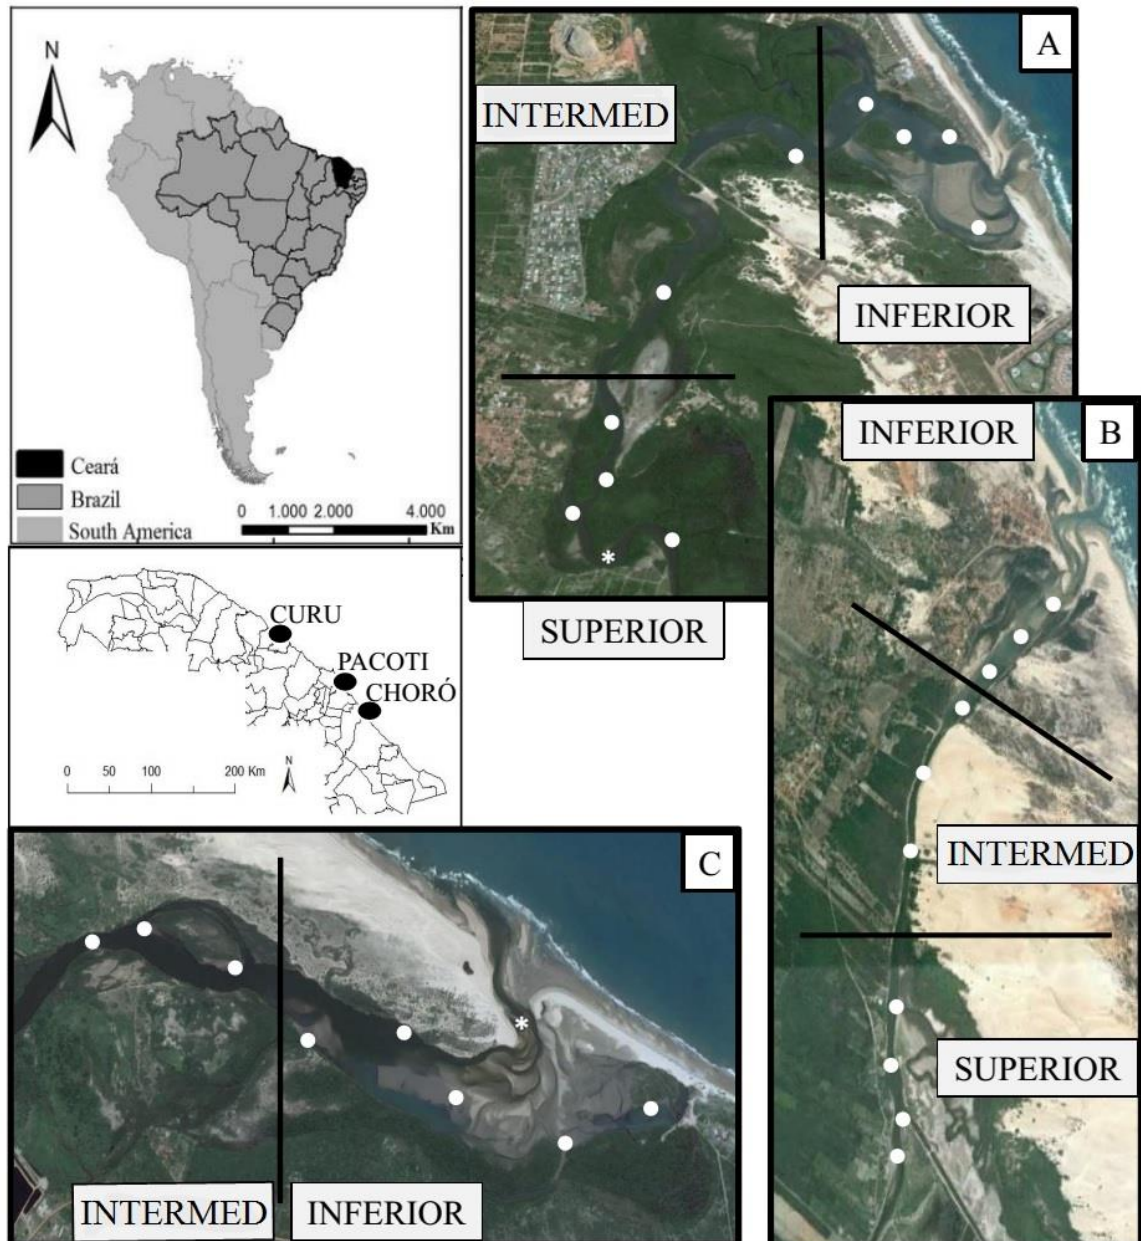 N
Ceará
Brazil
South America
0 1.000 2.000 4.000
Km
A
INTERMED
INFERIOR
SUPERIOR
CURU
PACOTI
CHORÓ
0 50 100 200 Km
N
INFERIOR
B
INTERMED
SUPERIOR
C
INTERMED
INFERIOR